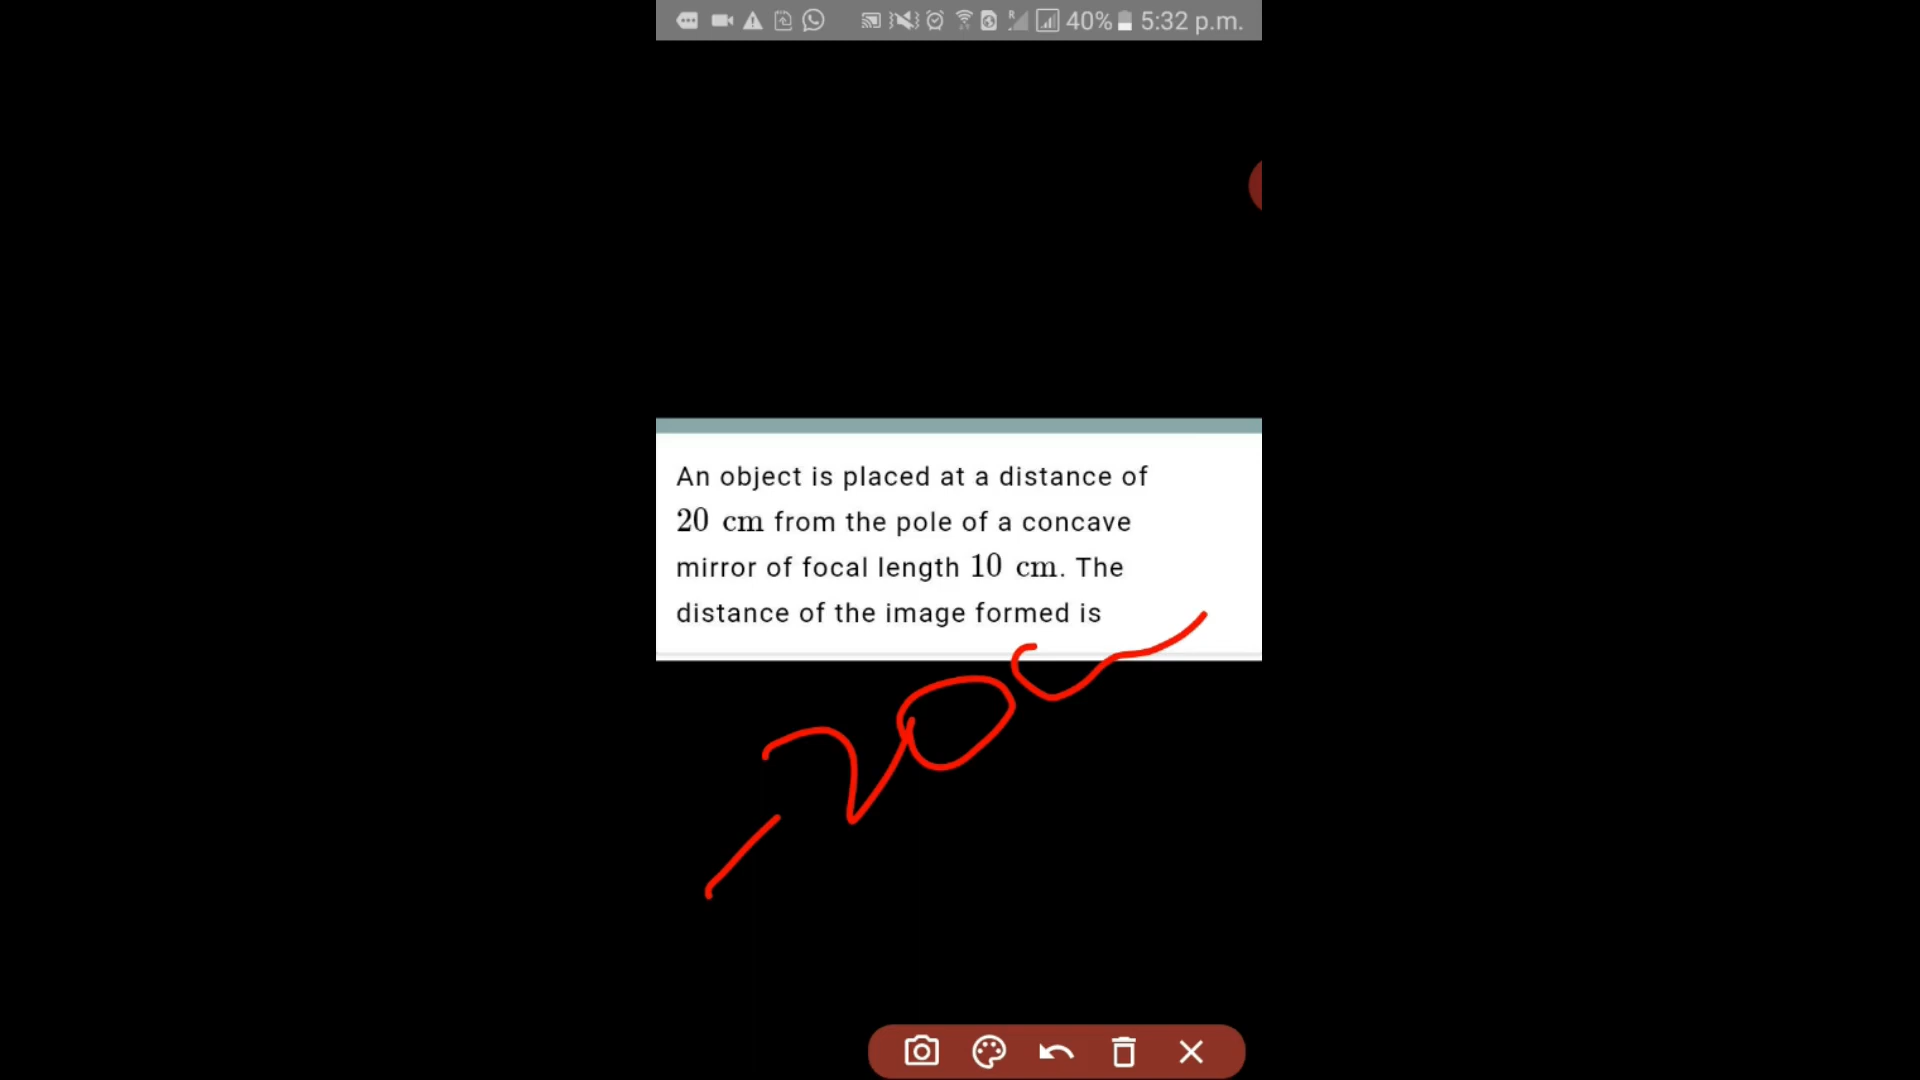 40% 5:32 p.m.
An object is placed at a distance of
20 cm from the pole of a concave
mirror of focal length 10 cm. The
distance of the image formed is
-20c